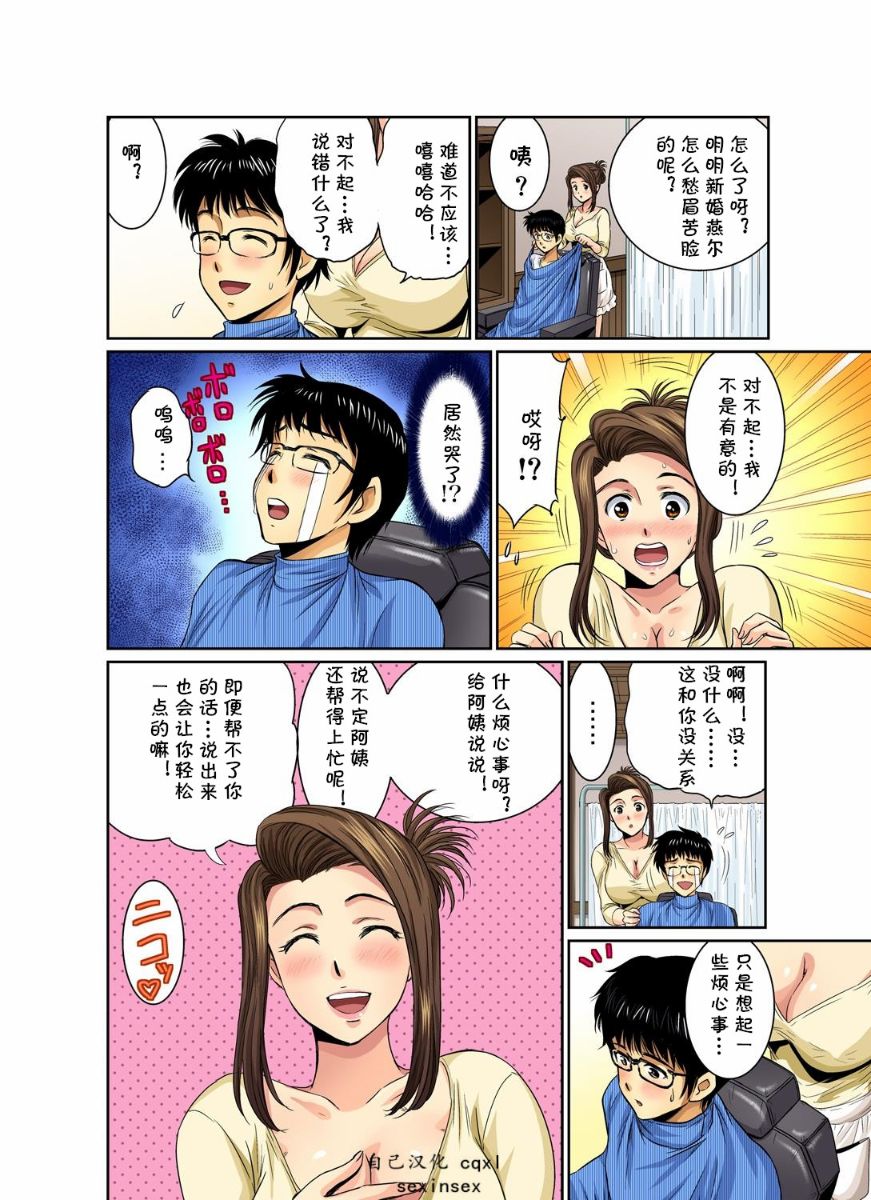 怎么了呀？
明明新婚燕尔
怎么愁眉苦脸
的呢？
咦
？
难道不应该…
嘻嘻哈哈！
对不起…我
说错什么了？
啊？
对不起…我
不是有意的！
哎呀
!?
居然
哭了!?
ボロ
ボロ
ボロ…
呜呜
…
啊啊！没…
没什么……
这和你没关系
……
只是想起一
些烦心事…
什么烦心事呀？
给阿姨说说！
说不定阿姨
还帮得上忙呢！
即便帮不了你
的话…说出来
也会让你轻松
一点的嘛！
ニコッ♡
自己汉化 cqxl
sexinsex